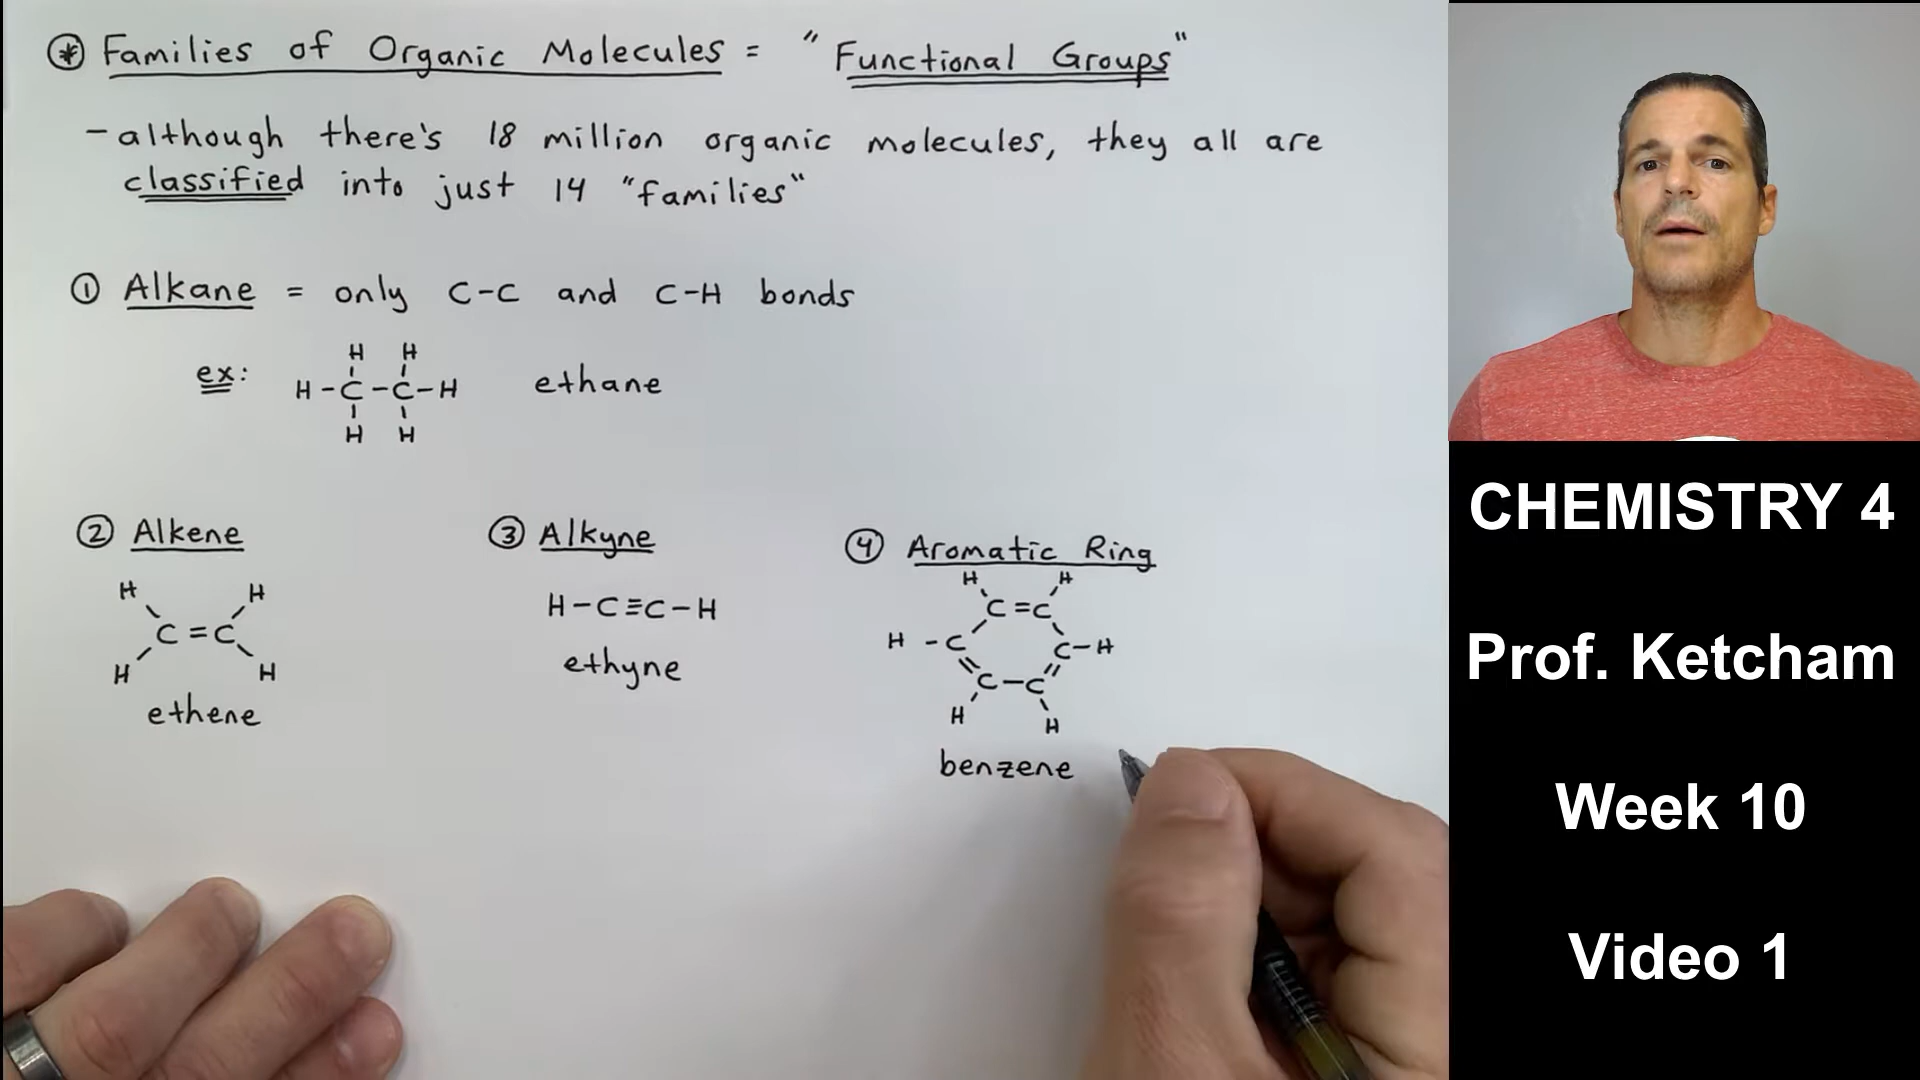 * Families of Organic Molecules = "Functional Groups"
- although there's 18 million organic molecules, they all are
classified into just 14 "families"
① Alkane = only C-C and C-H bonds
ex:
H H
H-C-C-H
H H
ethane
② Alkene
H H
C=C
H H
ethene
③ Alkyne
H-C≡C-H
ethyne
④ Aromatic Ring
H H
C=C
H-C C-H
C-C
H H
benzene
CHEMISTRY 4
Prof. Ketcham
Week 10
Video 1